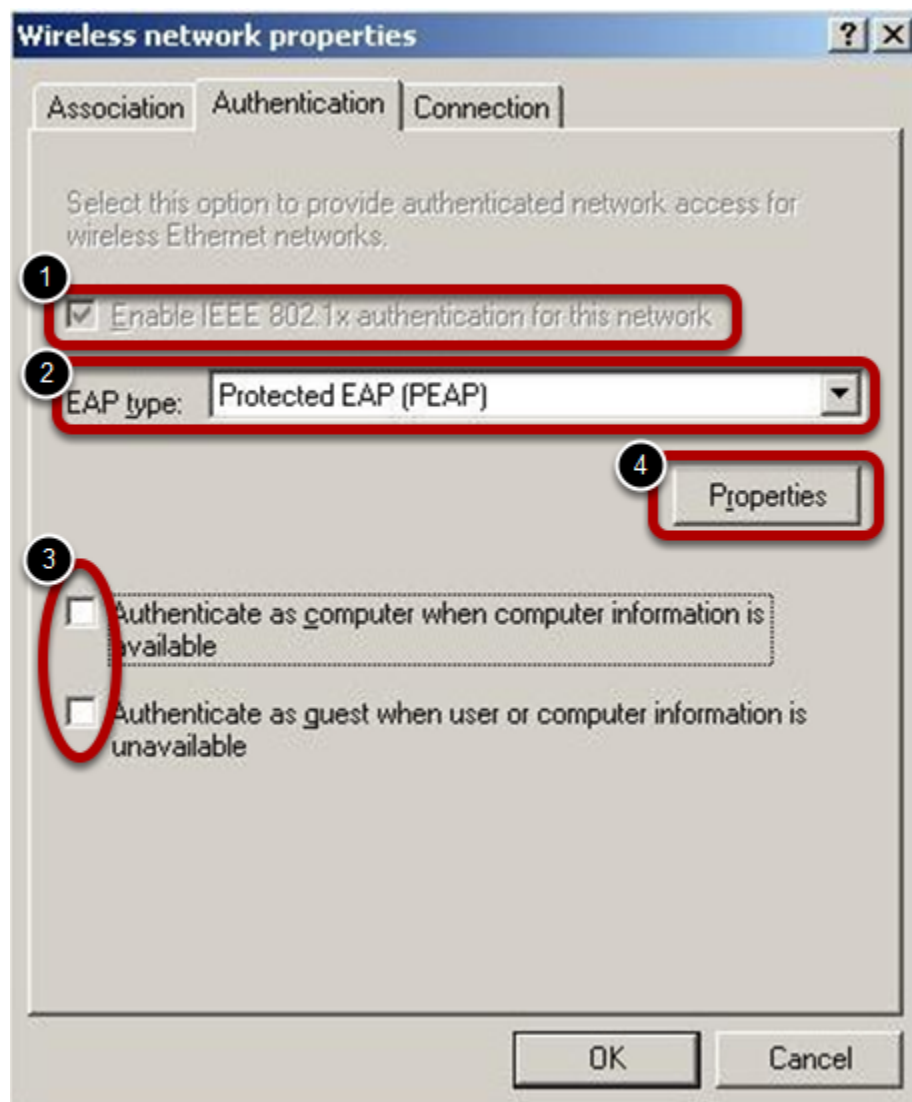 Wireless network properties
Association Authentication Connection
Select this option to provide authenticated network access for
wireless Ethernet networks.
1
Enable IEEE 802.1x authentication for this network
2
EAP type: Protected EAP (PEAP)
4
Properties
3
Authenticate as computer when computer information is
available
Authenticate as guest when user or computer information is
unavailable
OK Cancel